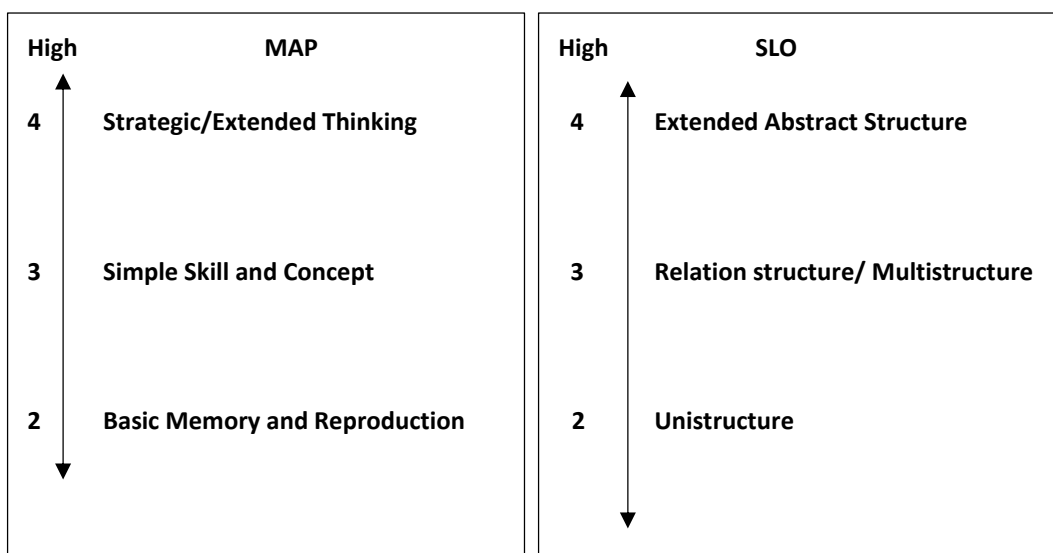 High MAP
4 Strategic/Extended Thinking
3 Simple Skill and Concept
2 Basic Memory and Reproduction
High SLO
4 Extended Abstract Structure
3 Relation structure/ Multistructure
2 Unistructure